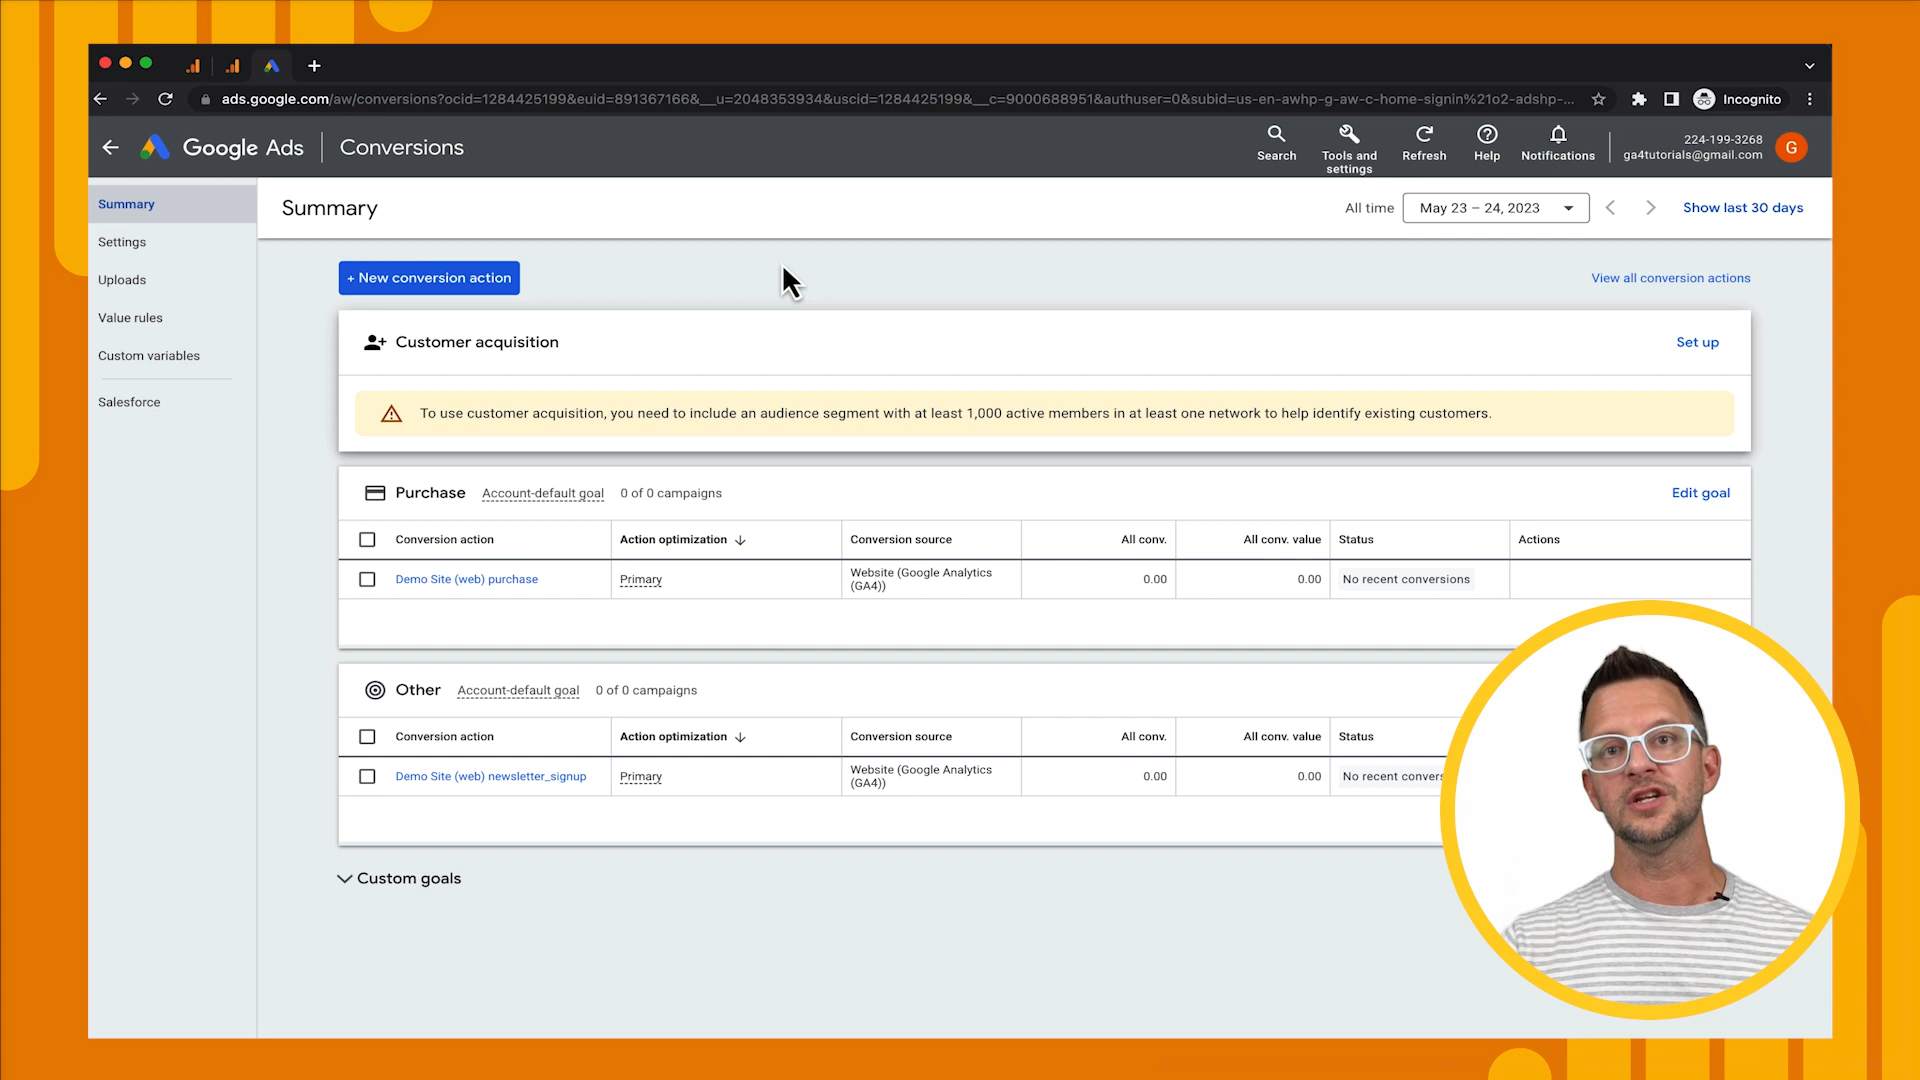 ads.google.com/aw/conversions?ocid=1284425199&euid=891367166&__u=2048353934&uscid=1284425199&__c=9000688951&authuser=0&subid=us-en-awhp-g-aw-c-home-signin%21o2-adshp-...
Incognito
Google Ads
Conversions
Search
Tools and
settings
Refresh
Help
Notifications
224-199-3268
ga4tutorials@gmail.com
G
Summary
Settings
Uploads
Value rules
Custom variables
Salesforce
Summary
All time
May 23 – 24, 2023
Show last 30 days
+ New conversion action
View all conversion actions
Customer acquisition
Set up
To use customer acquisition, you need to include an audience segment with at least 1,000 active members in at least one network to help identify existing customers.
Purchase Account-default goal 0 of 0 campaigns
Edit goal
Conversion action Action optimization Conversion source All conv. All conv. value Status Actions
Demo Site (web) purchase Primary Website (Google Analytics (GA4)) 0.00 0.00 No recent conversions
Other Account-default goal 0 of 0 campaigns
Conversion action Action optimization Conversion source All conv. All conv. value Status
Demo Site (web) newsletter_signup Primary Website (Google Analytics (GA4)) 0.00 0.00 No recent convers
Custom goals